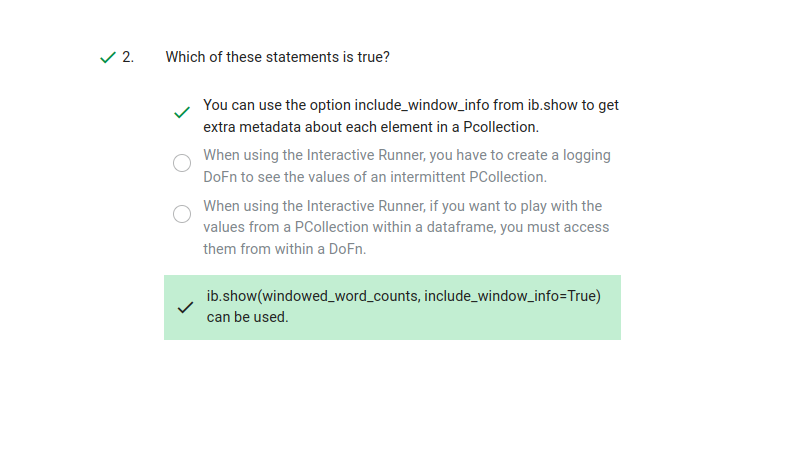 2. Which of these statements is true?
You can use the option include_window_info from ib.show to get
extra metadata about each element in a Pcollection.
When using the Interactive Runner, you have to create a logging
DoFn to see the values of an intermittent PCollection.
When using the Interactive Runner, if you want to play with the
values from a PCollection within a dataframe, you must access
them from within a DoFn.
ib.show(windowed_word_counts, include_window_info=True)
can be used.